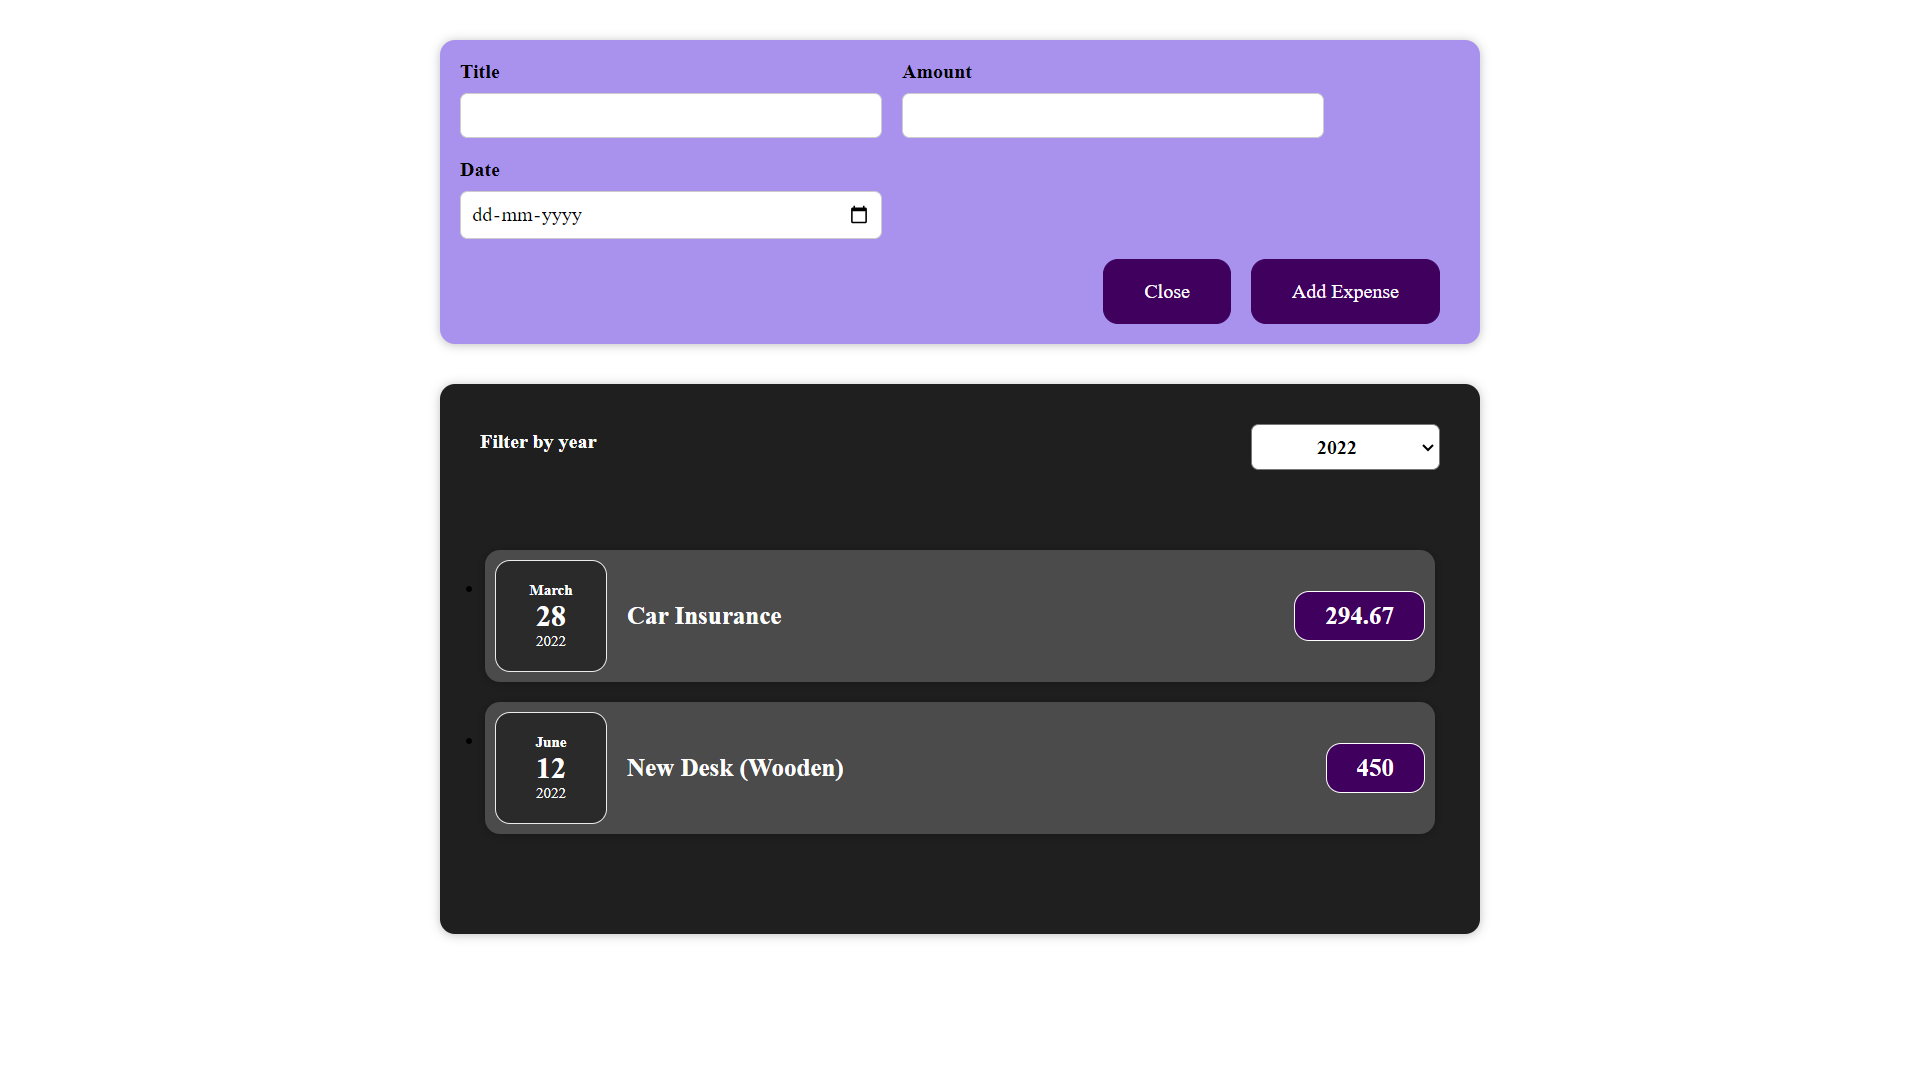 Title
Amount
Date
dd-mm-yyyy
Close
Add Expense
Filter by year
2022
March
28
2022
Car Insurance
294.67
June
12
2022
New Desk (Wooden)
450